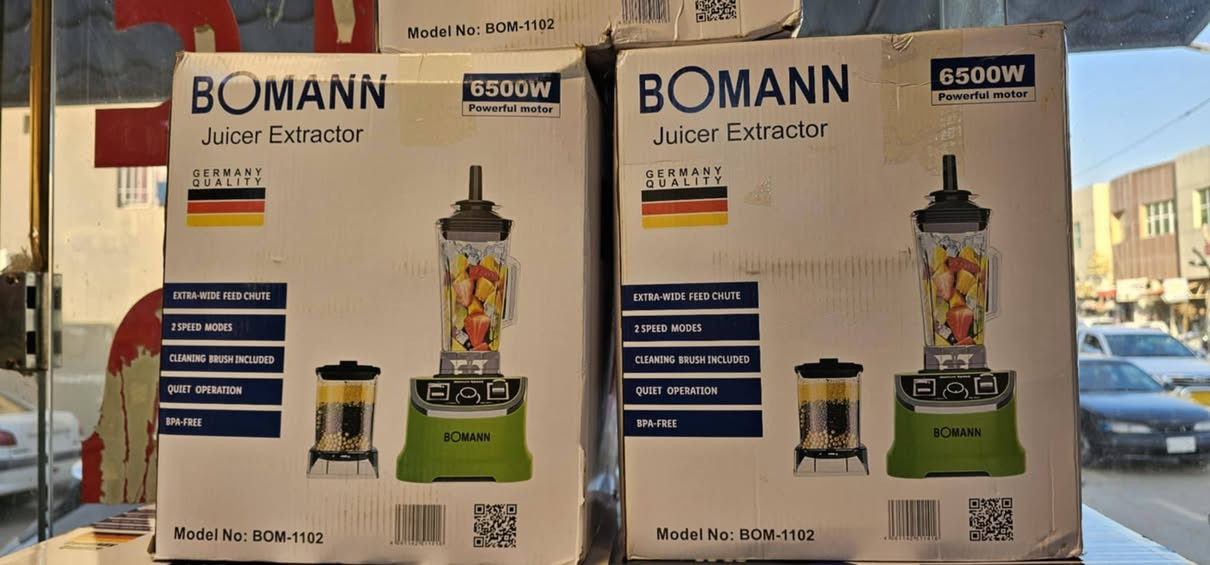 Model No: BOM-1102
BOMANN
6500W
Powerful motor
Juicer Extractor
GERMANY
QUALITY
EXTRA-WIDE FEED CHUTE
2 SPEED MODES
CLEANING BRUSH INCLUDED
QUIET OPERATION
BPA-FREE
BOMANN
Model No: BOM-1102
BOMANN
6500W
Powerful motor
Juicer Extractor
GERMANY
QUALITY
EXTRA-WIDE FEED CHUTE
2 SPEED MODES
CLEANING BRUSH INCLUDED
QUIET OPERATION
BPA-FREE
BOMANN
Model No: BOM-1102